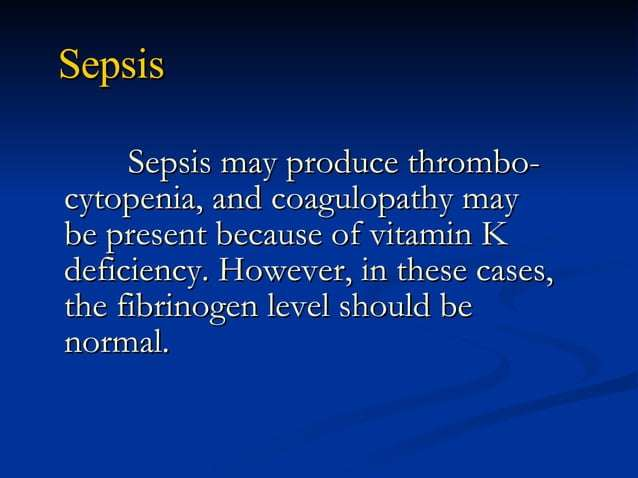 Sepsis
Sepsis may produce thrombo-
cytopenia, and coagulopathy may
be present because of vitamin K
deficiency. However, in these cases,
the fibrinogen level should be
normal.